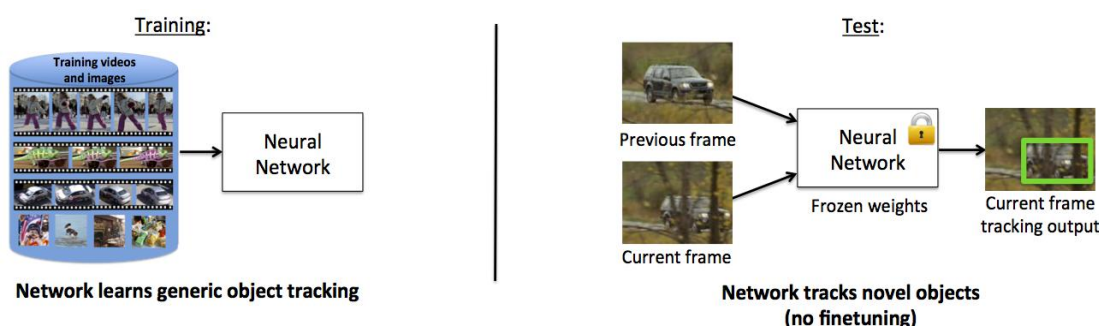 Training:
Training videos
and images
Neural
Network
Network learns generic object tracking
Test:
Previous frame
Current frame
Neural
Network
Frozen weights
Current frame
tracking output
Network tracks novel objects
(no finetuning)